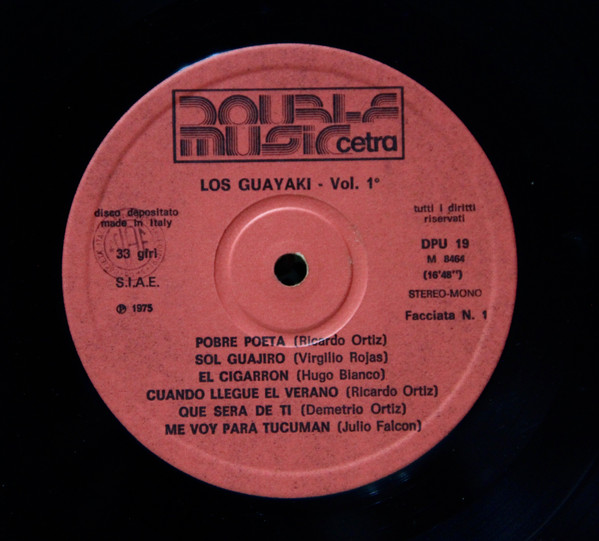 DOUBLE
MUSIC cetra
LOS GUAYAKI - Vol. 1°
disco depositato
made in Italy
33 giri
S.I.A.E.
℗ 1975
tutti i diritti
riservati
DPU 19
M 8464
(16'48")
STEREO-MONO
Facciata N. 1
POBRE POETA (Ricardo Ortiz)
SOL GUAJIRO (Virgilio Rojas)
EL CIGARRON (Hugo Blanco)
CUANDO LLEGUE EL VERANO (Ricardo Ortiz)
QUE SERA DE TI (Demetrio Ortiz)
ME VOY PARA TUCUMAN (Julio Falcon)